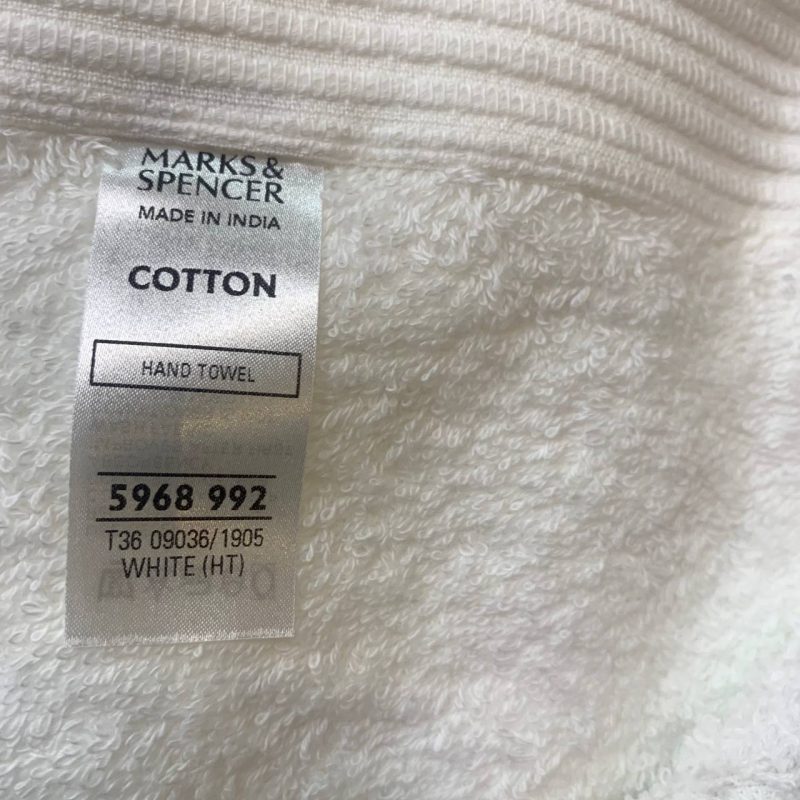 MARKS&
SPENCER
MADE IN INDIA
COTTON
HAND TOWEL
5968 992
T36 09036/1905
WHITE (HT)